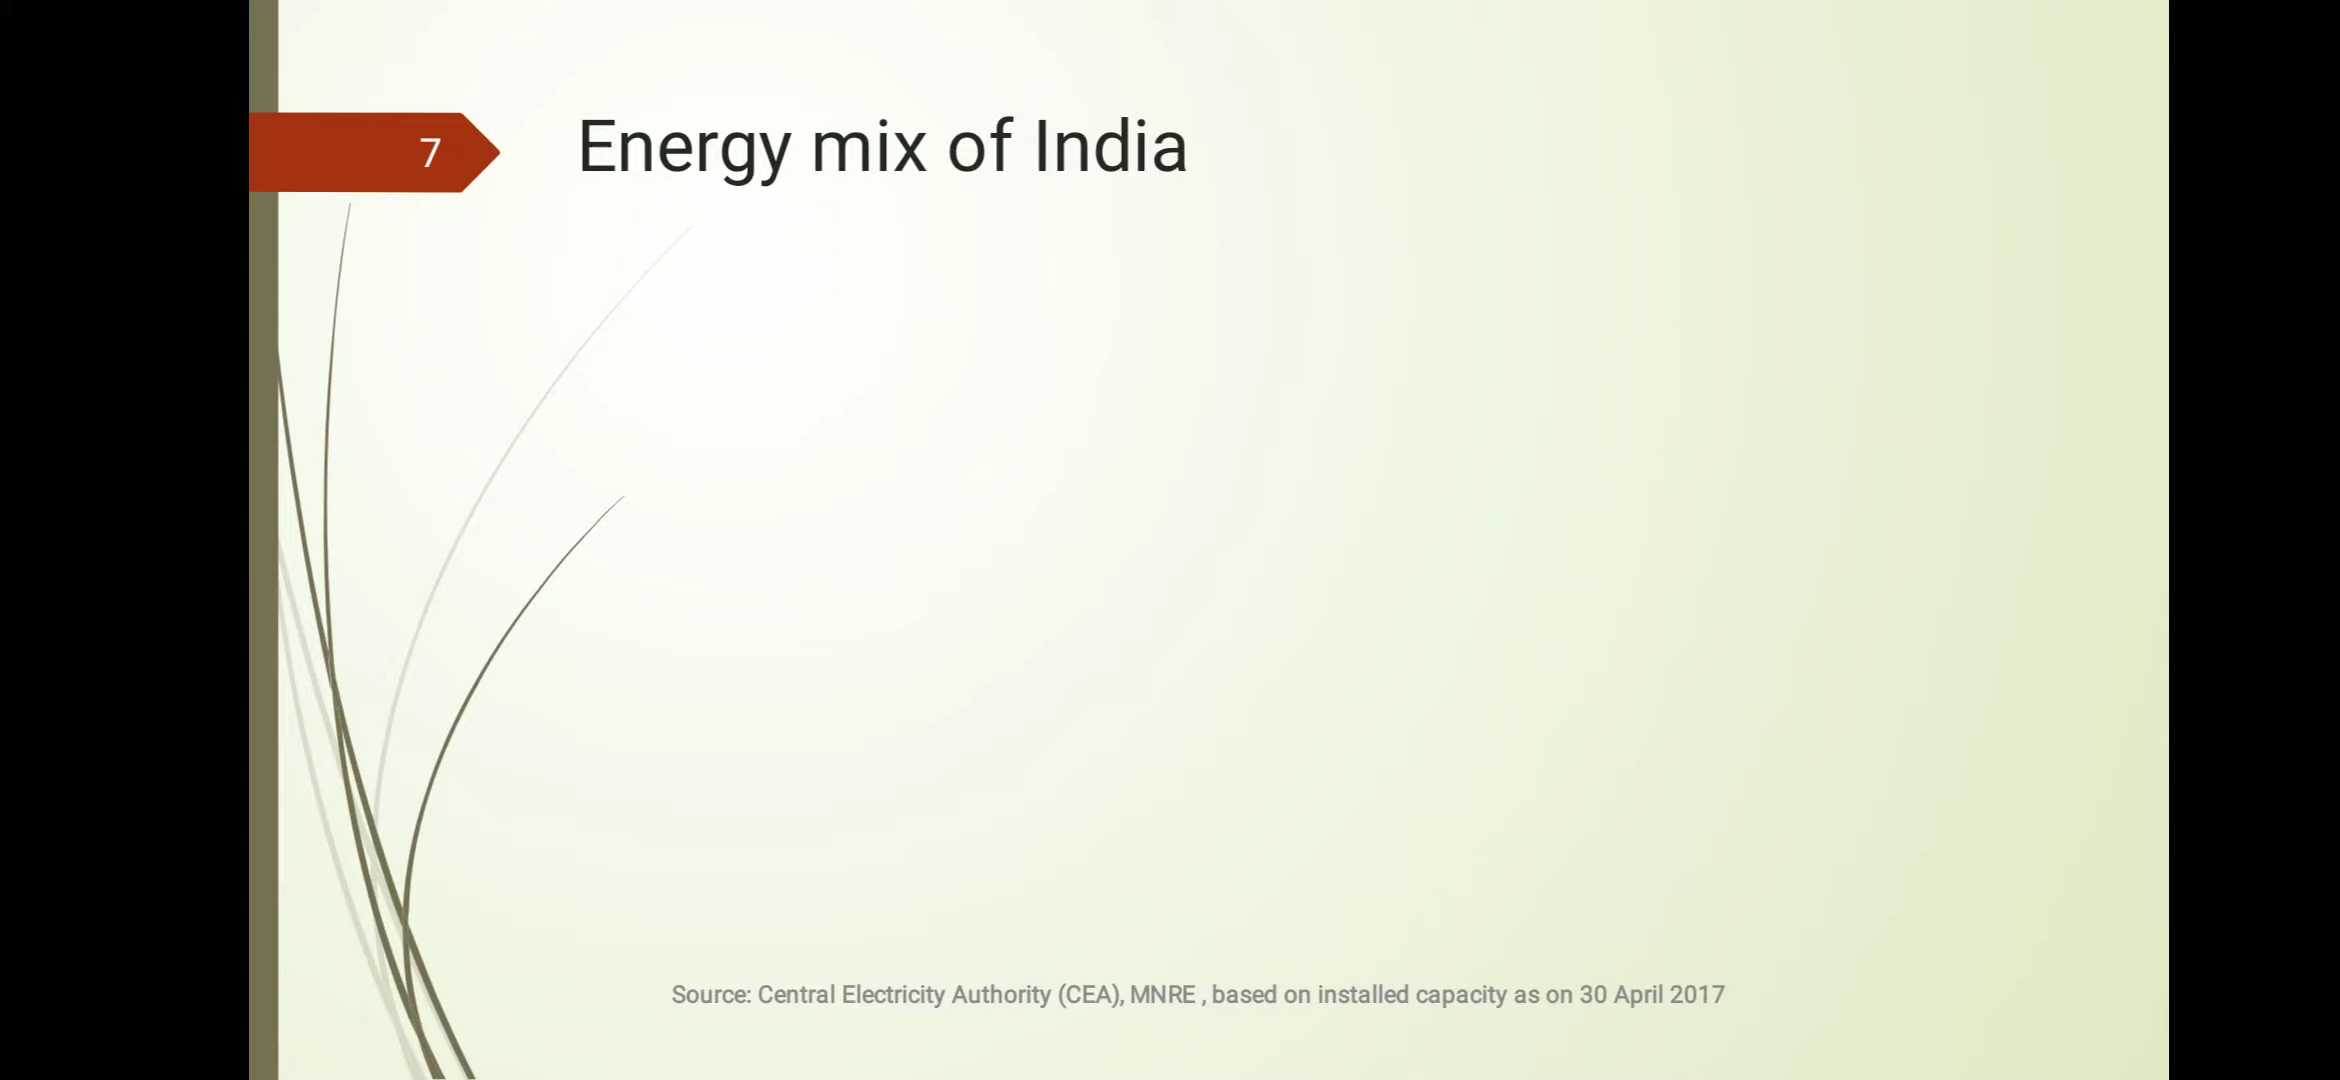 7
Energy mix of India
Source: Central Electricity Authority (CEA), MNRE , based on installed capacity as on 30 April 2017